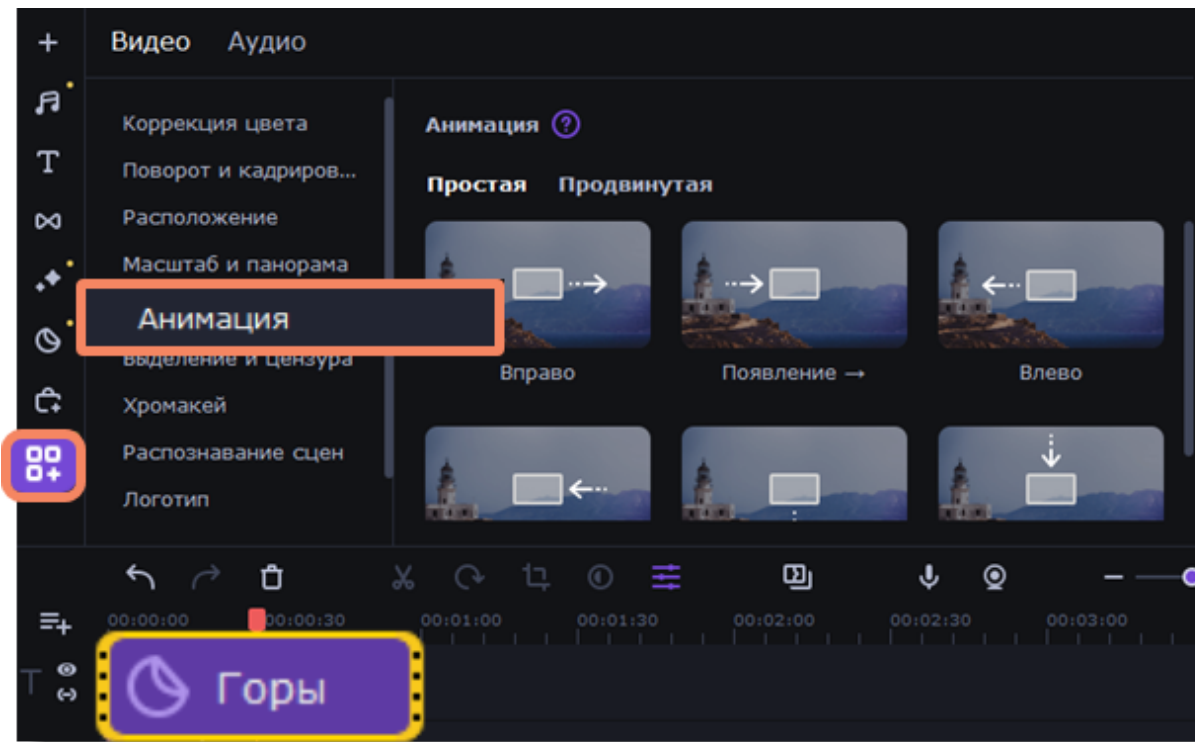 Видео Аудио
Коррекция цвета
Поворот и кадриров...
Расположение
Масштаб и панорама
Анимация
Выделение и цензура
Хромакей
Распознавание сцен
Логотип
Анимация ?
Простая Продвинутая
Вправо Появление → Влево
00:00:00 00:00:30 00:01:00 00:01:30 00:02:00 00:02:30 00:03:00
Горы